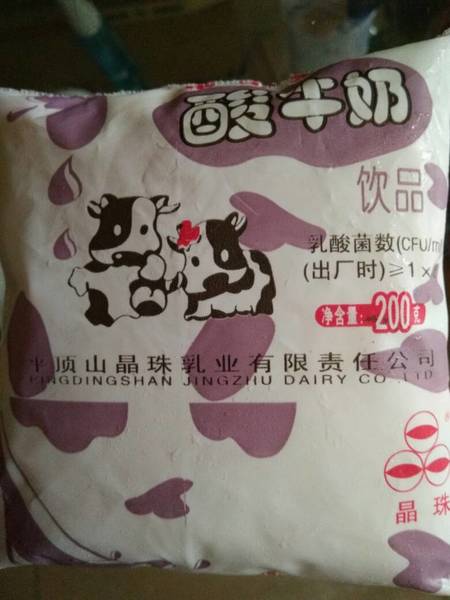 酸牛奶
饮品
乳酸菌数(CFU/m
(出厂时)≥1×
净含量: 200克
平顶山晶珠乳业有限责任公司
PINGDINGSHAN JINGZHU DAIRY CO.,LTD
晶珠